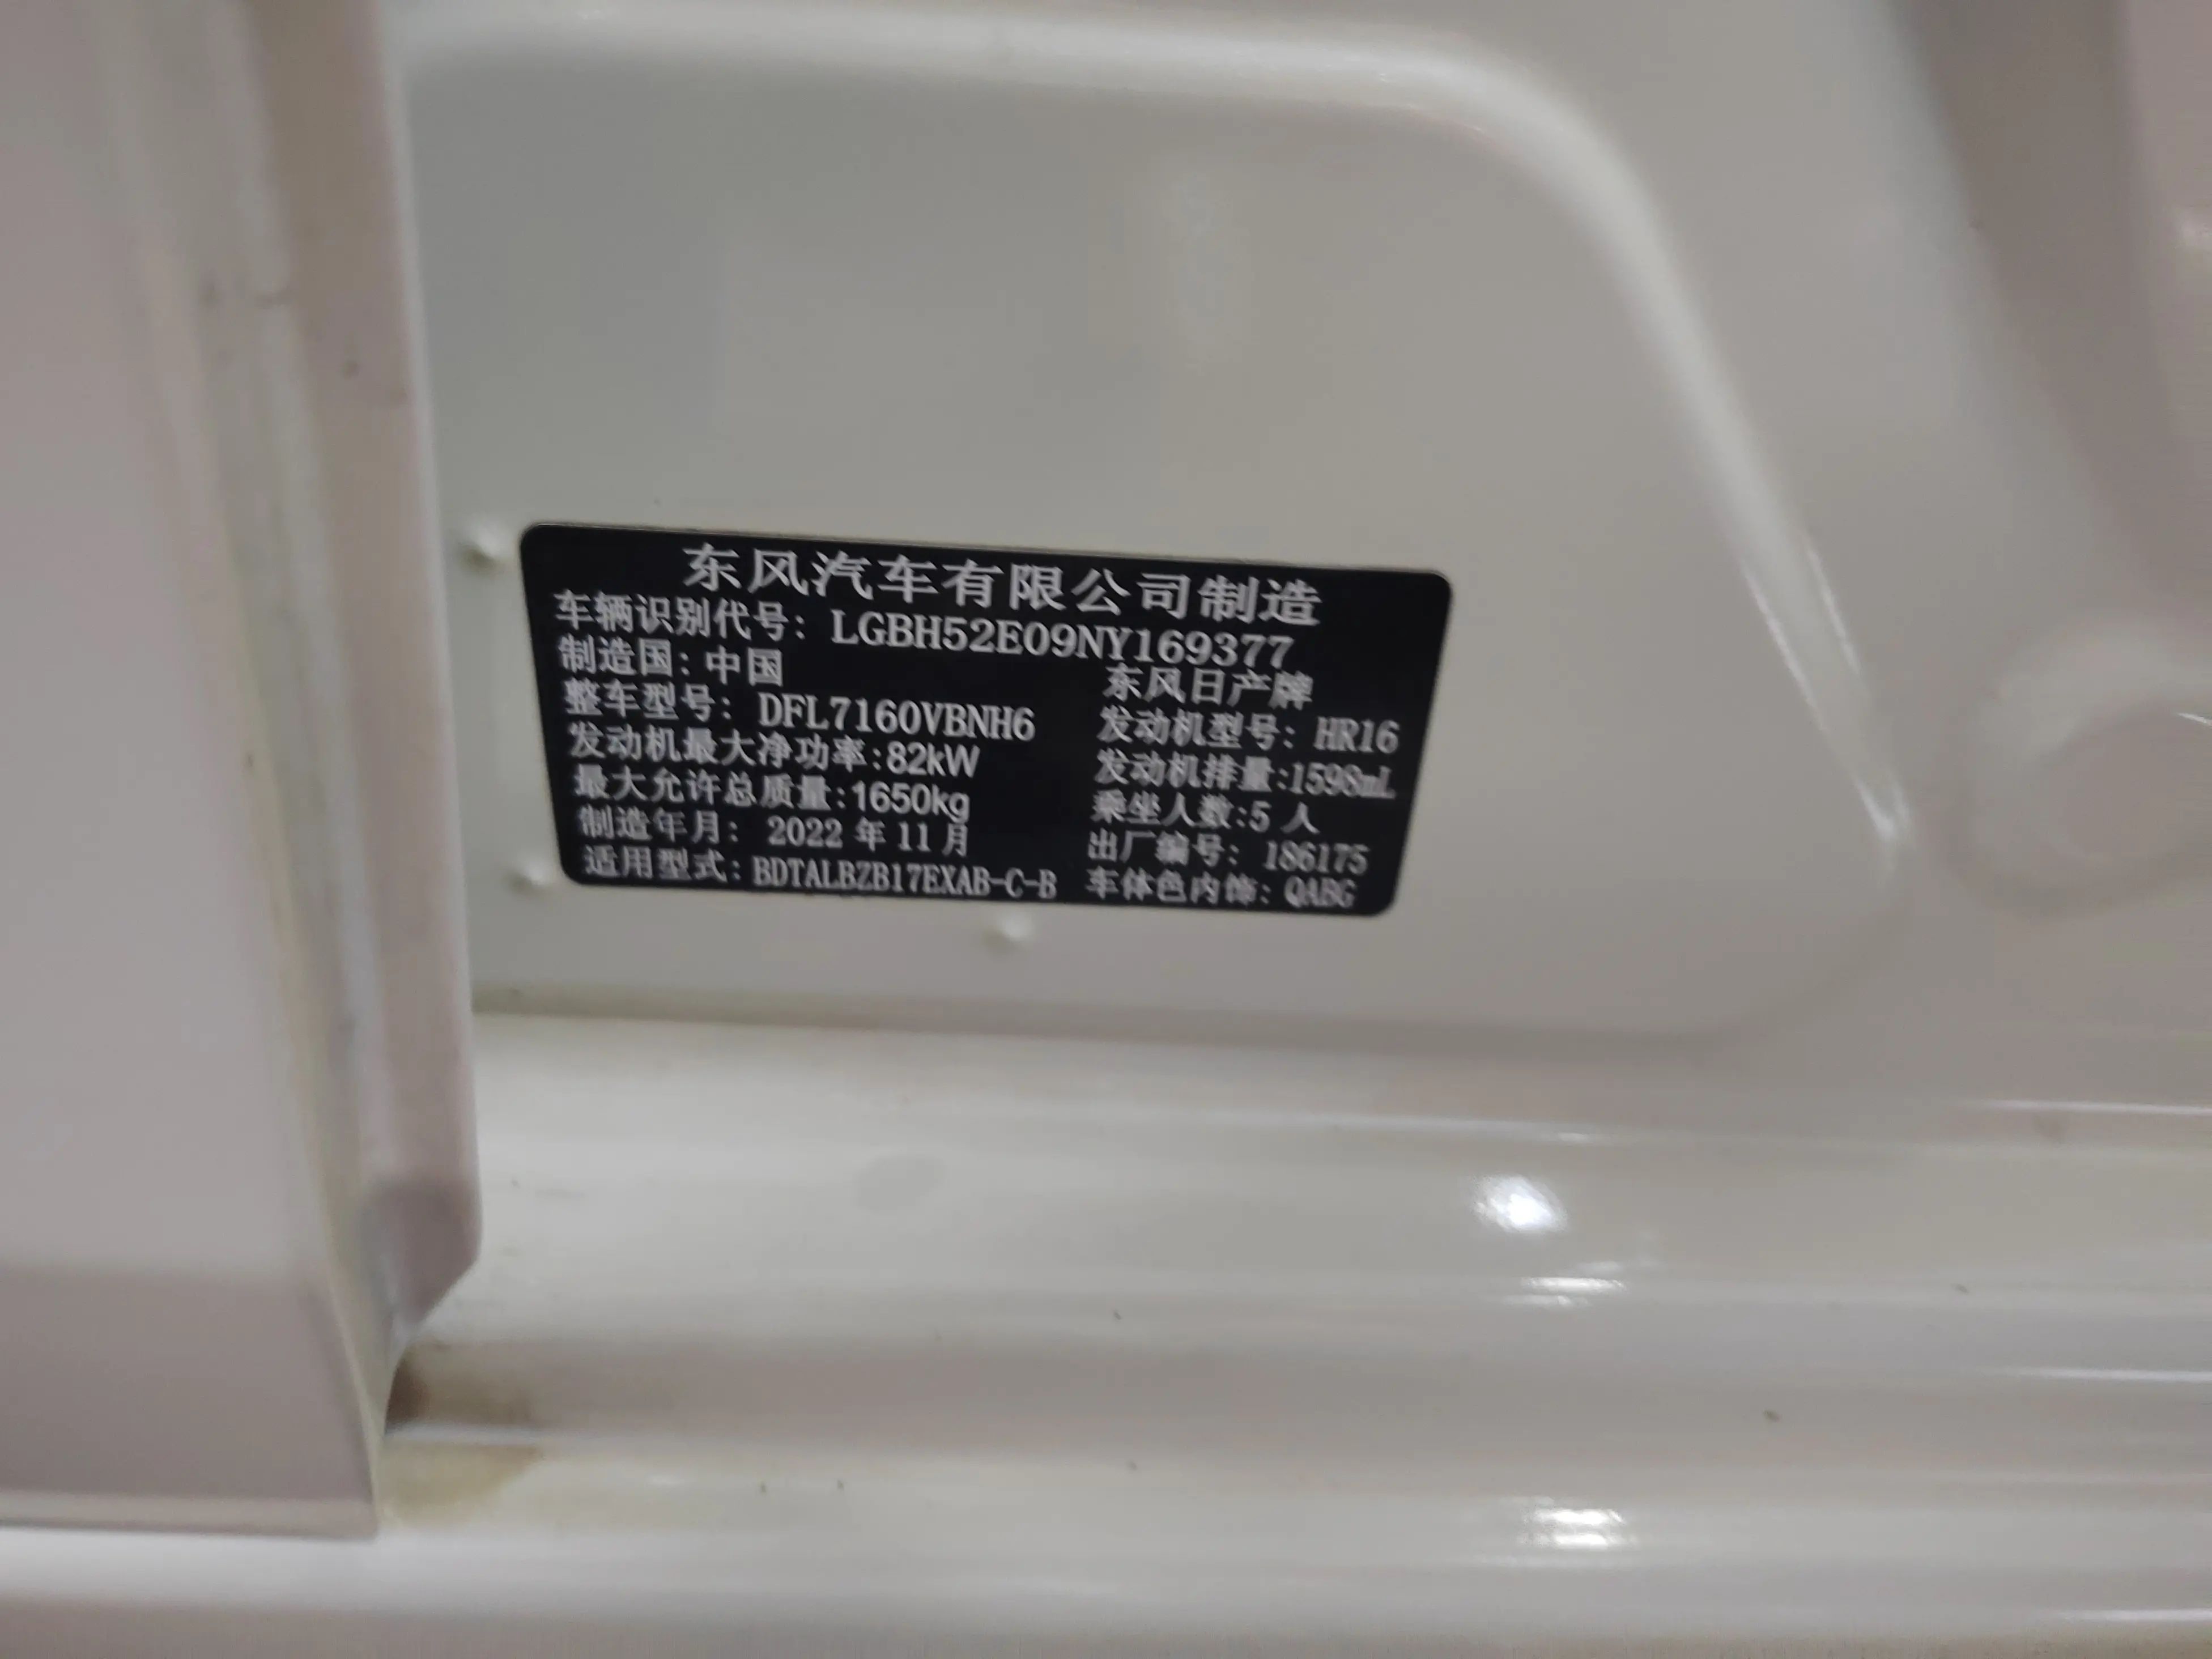 东风汽车有限公司制造
车辆识别代号: LGBH52E09NY169377
制造国: 中国 东风日产牌
整车型号: DFL7160VBNH6 发动机型号: HR16
发动机最大净功率:82kW 发动机排量:1598mL
最大允许总质量:1650kg 乘坐人数:5 人
制造年月: 2022 年 11 月 出厂编号: 186175
适用型式: BDTALBZB17EXAB-C-B 车体色内饰: QABG